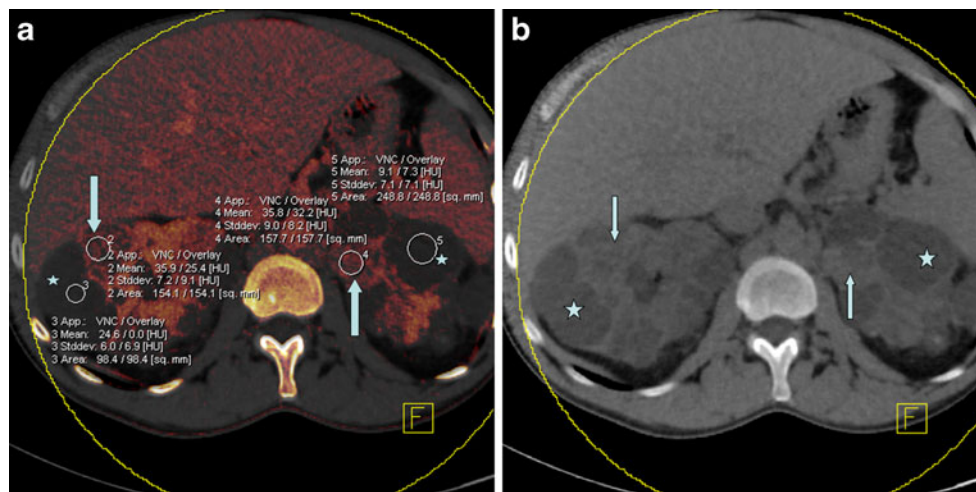 a
5 App.: VNC / Overlay
5 Mean: 9.1 / 7.3 [HU]
5 Stddev: 7.1 / 7.1 [HU]
5 Area: 248.8 / 248.8 [sq. mm]
4 App.: VNC / Overlay
4 Mean: 35.8 / 32.2 [HU]
4 Stddev: 9.0 / 8.2 [HU]
4 Area: 157.7 / 157.7 [sq. mm]
2
5
4
2 App.: VNC / Overlay
2 Mean: 35.9 / 25.4 [HU]
2 Stddev: 7.2 / 9.1 [HU]
2 Area: 154.1 / 154.1 [sq. mm]
3
3 App.: VNC / Overlay
3 Mean: 24.6 / 0.0 [HU]
3 Stddev: 6.0 / 6.9 [HU]
3 Area: 98.4 / 98.4 [sq. mm]
F
b
F